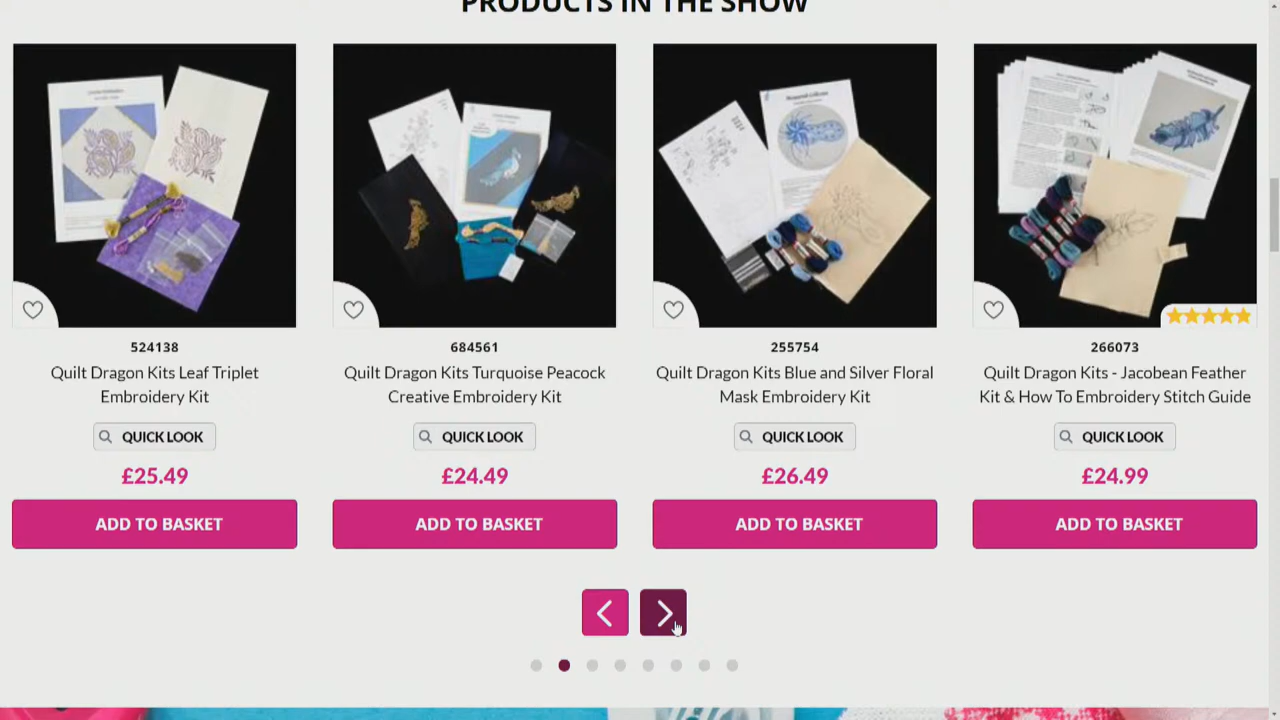 PRODUCTS IN THE SHOW
524138
Quilt Dragon Kits Leaf Triplet
Embroidery Kit
QUICK LOOK
£25.49
ADD TO BASKET
684561
Quilt Dragon Kits Turquoise Peacock
Creative Embroidery Kit
QUICK LOOK
£24.49
ADD TO BASKET
255754
Quilt Dragon Kits Blue and Silver Floral
Mask Embroidery Kit
QUICK LOOK
£26.49
ADD TO BASKET
266073
Quilt Dragon Kits - Jacobean Feather
Kit & How To Embroidery Stitch Guide
QUICK LOOK
£24.99
ADD TO BASKET